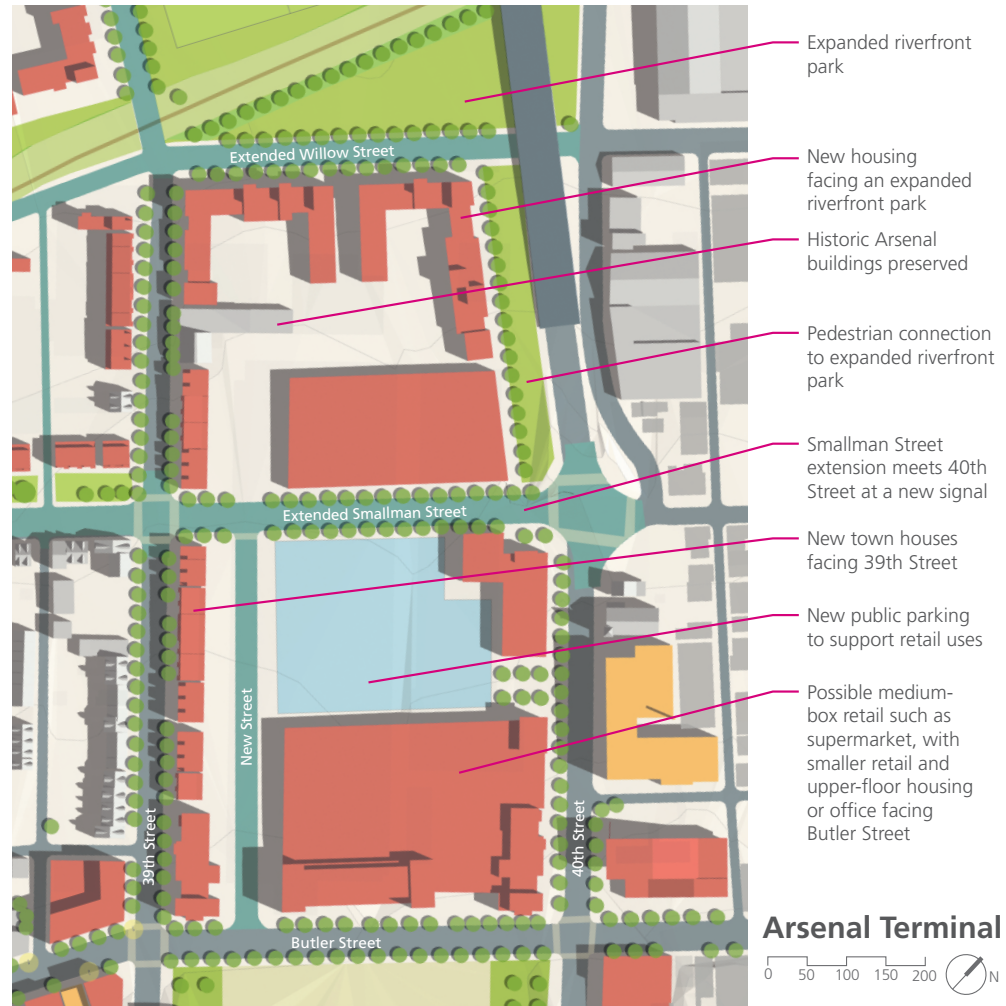 Expanded riverfront
park
Extended Willow Street
New housing
facing an expanded
riverfront park
Historic Arsenal
buildings preserved
Pedestrian connection
to expanded riverfront
park
Smallman Street
extension meets 40th
Street at a new signal
Extended Smallman Street
New town houses
facing 39th Street
New public parking
to support retail uses
New Street
Possible medium-
box retail such as
supermarket, with
smaller retail and
upper-floor housing
or office facing
Butler Street
39th Street
40th Street
Butler Street
Arsenal Terminal
0 50 100 150 200
N